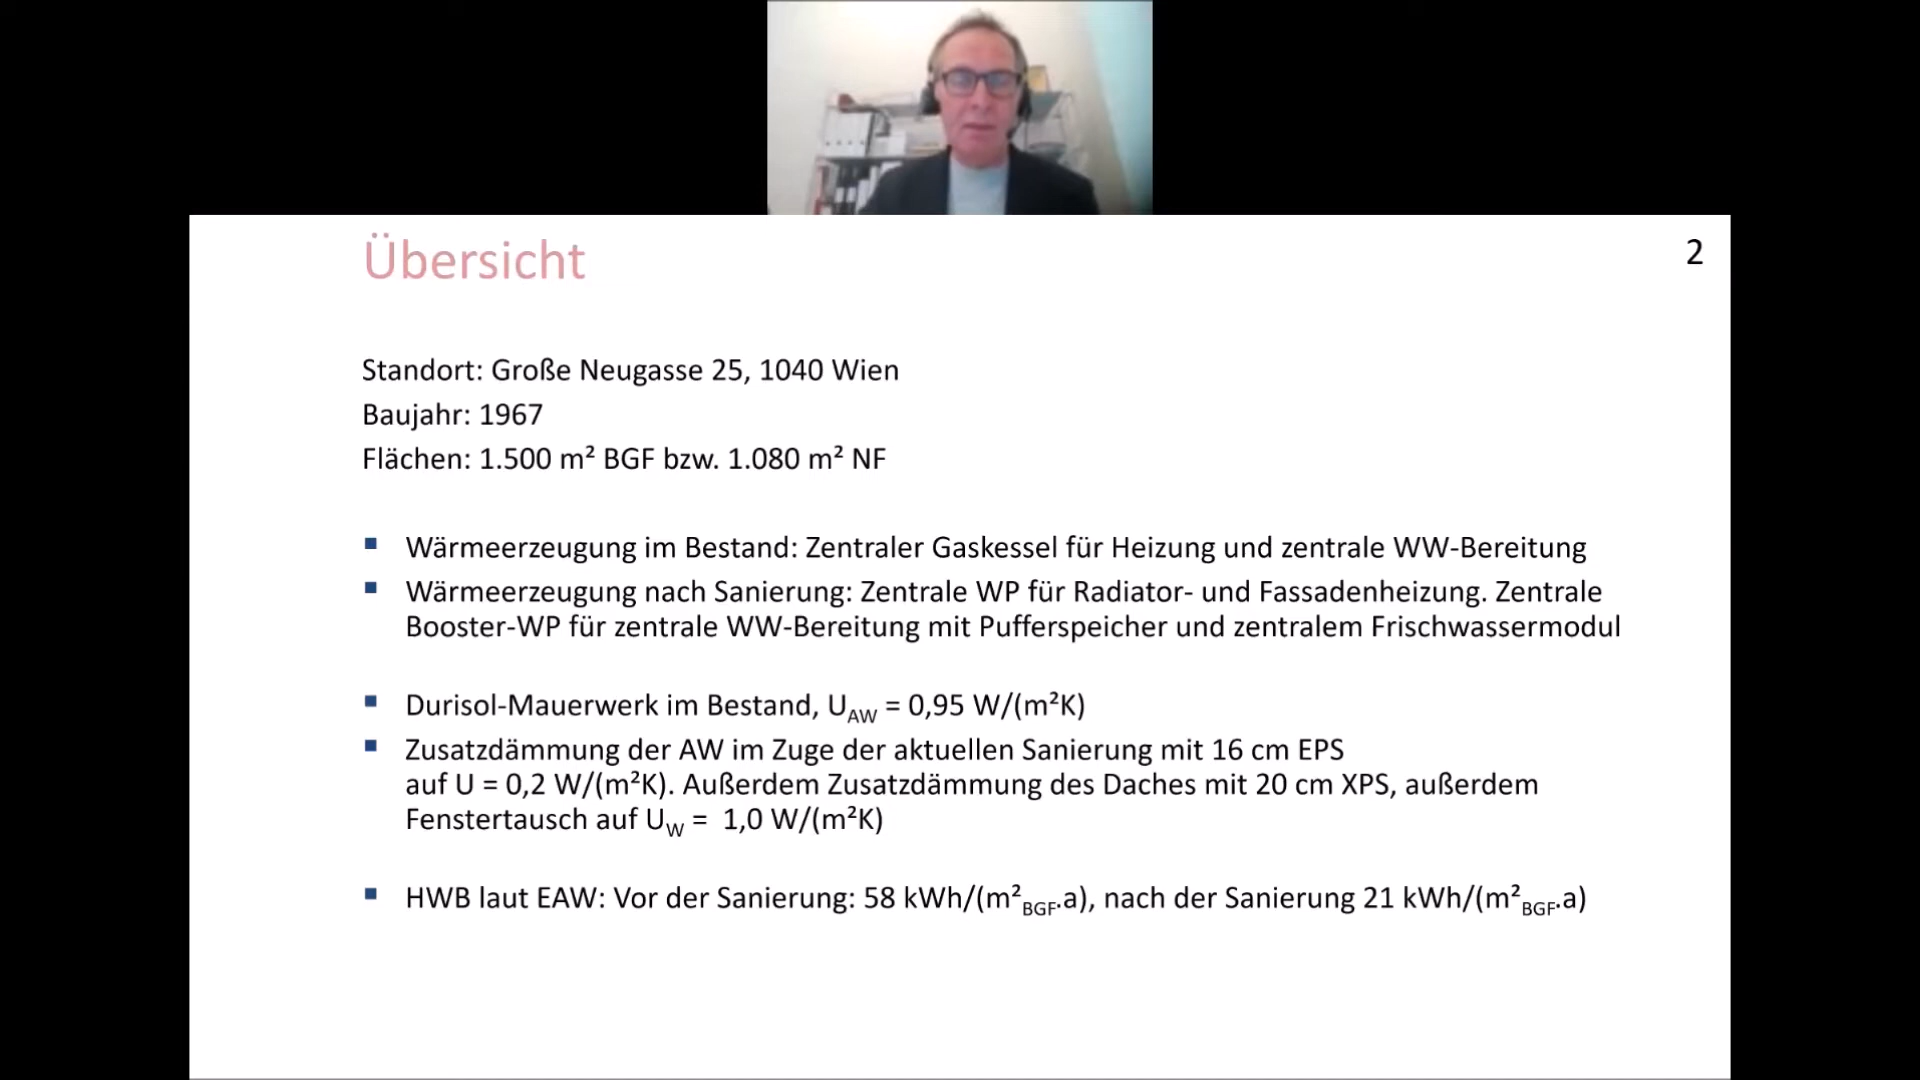 Übersicht
2
Standort: Große Neugasse 25, 1040 Wien
Baujahr: 1967
Flächen: 1.500 m² BGF bzw. 1.080 m² NF
▪ Wärmeerzeugung im Bestand: Zentraler Gaskessel für Heizung und zentrale WW-Bereitung
▪ Wärmeerzeugung nach Sanierung: Zentrale WP für Radiator- und Fassadenheizung. Zentrale
Booster-WP für zentrale WW-Bereitung mit Pufferspeicher und zentralem Frischwassermodul
▪ Durisol-Mauerwerk im Bestand, U_AW = 0,95 W/(m²K)
▪ Zusatzdämmung der AW im Zuge der aktuellen Sanierung mit 16 cm EPS
auf U = 0,2 W/(m²K). Außerdem Zusatzdämmung des Daches mit 20 cm XPS, außerdem
Fenstertausch auf U_W = 1,0 W/(m²K)
▪ HWB laut EAW: Vor der Sanierung: 58 kWh/(m²_BGF.a), nach der Sanierung 21 kWh/(m²_BGF.a)